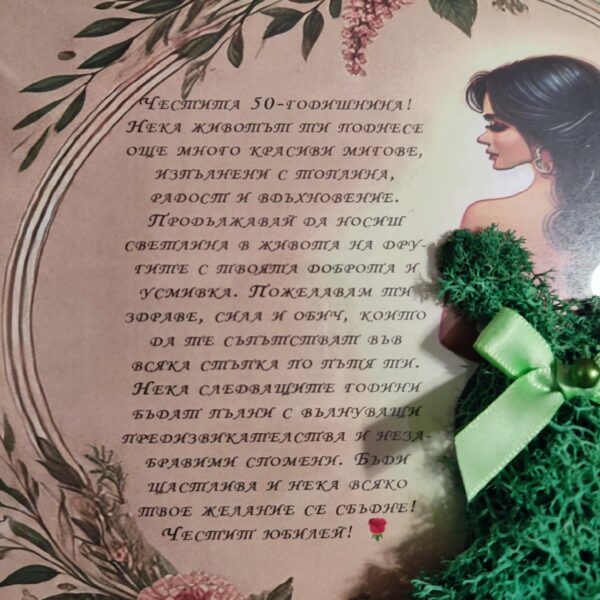 Честита 50-годишнина!
Нека животът ти поднесе
още много красиви мигове,
изпълнени с топлина,
радост и вдъхновение.
Продължавай да носиш
светлина в живота на дру-
гите с твоята доброта и
усмивка. Пожелавам ти
здраве, сила и обич, които
да те съпътстват във
всяка стъпка по пътя ти.
Нека следващите години
бъдат пълни с вълнуващи
предизвикателства и неза-
бравими спомени. Бъди
щастлива и нека всяко
твое желание се сбъдне!
Честит юбилей! 🌹